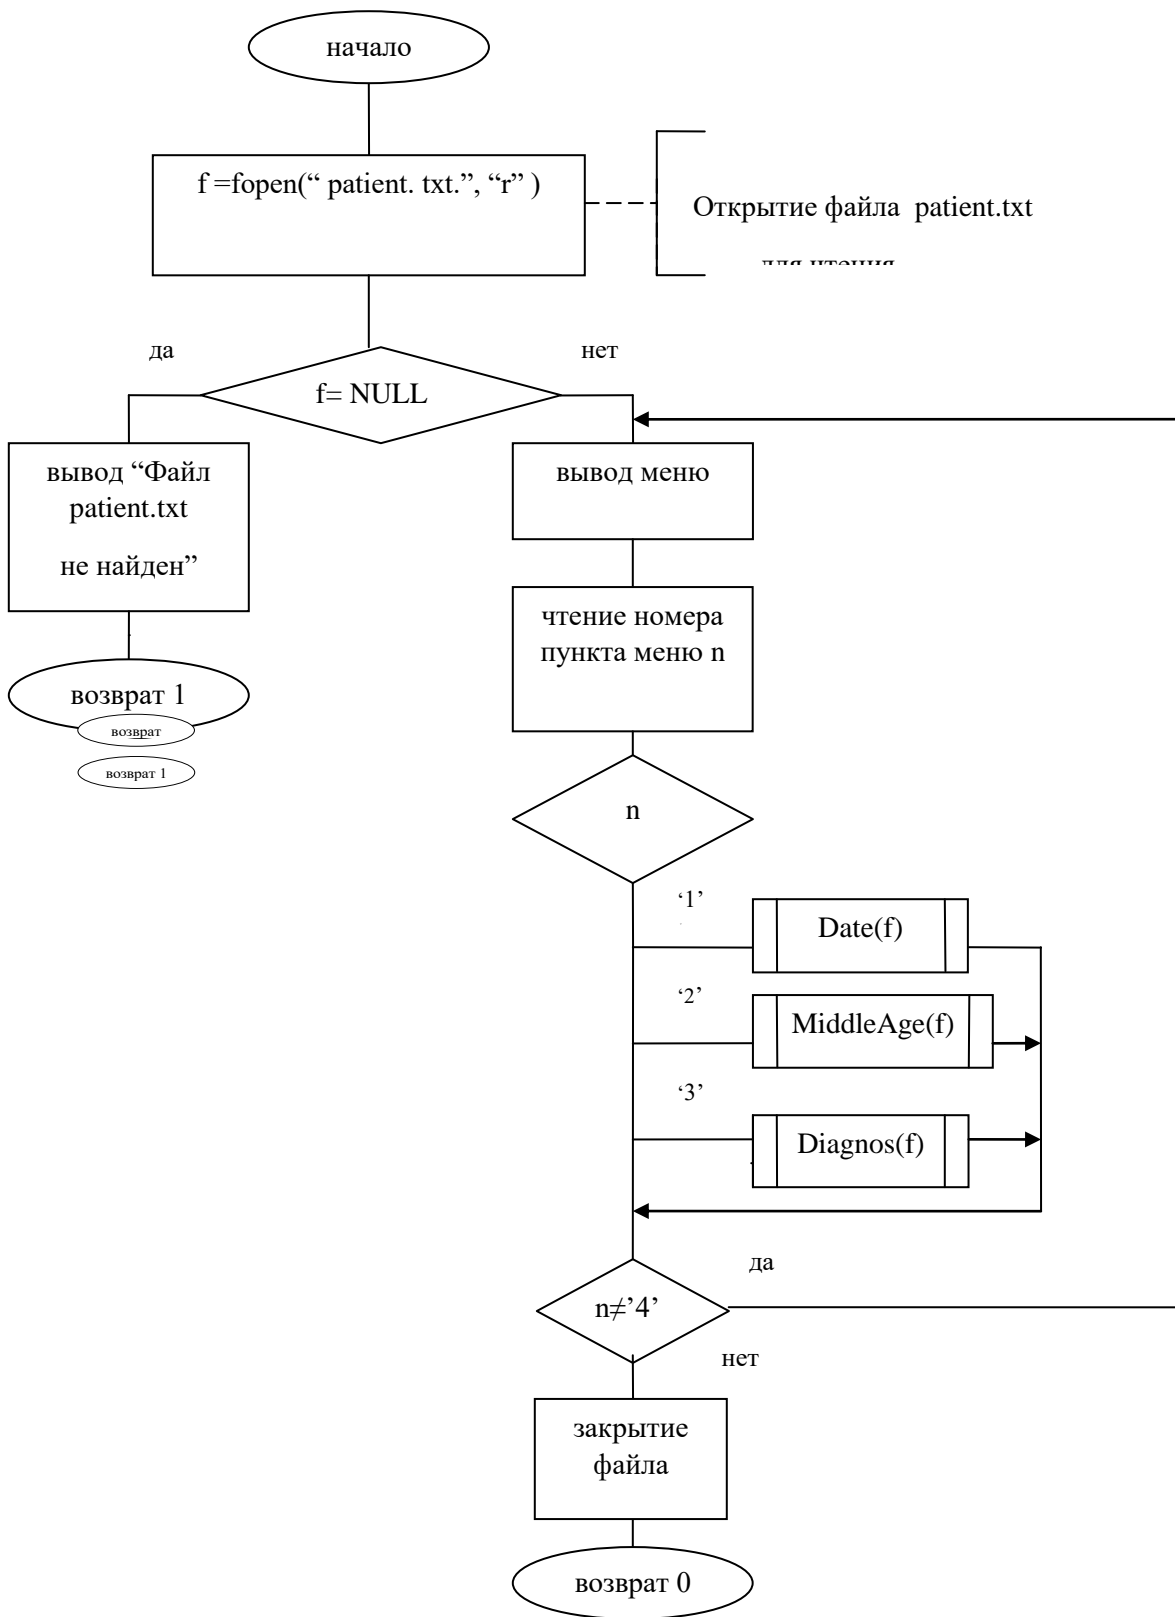 начало
f =fopen(“ patient. txt.”, “r” )
Открытие файла patient.txt
для чтения
да
нет
f= NULL
вывод “Файл
patient.txt
не найден”
вывод меню
чтение номера
пункта меню n
возврат 1
возврат
возврат 1
n
‘1’
Date(f)
‘2’
MiddleAge(f)
‘3’
Diagnos(f)
да
n≠’4’
нет
закрытие
файла
возврат 0